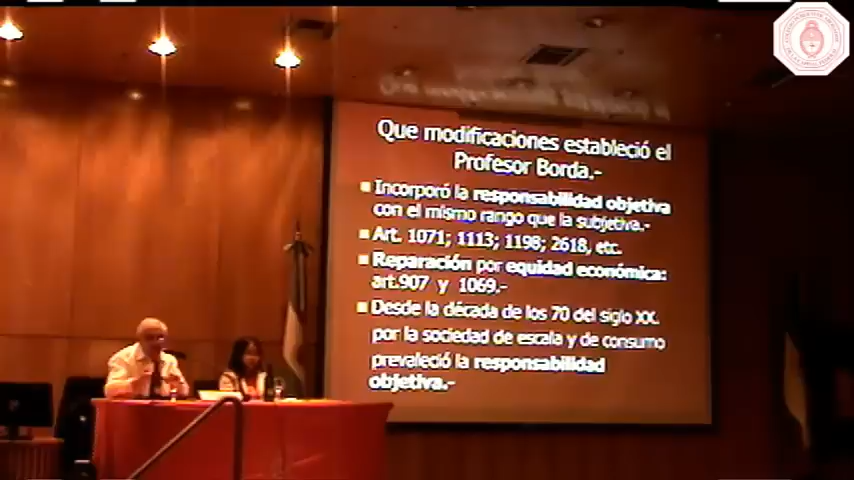 Que modificaciones estableció el
Profesor Borda.-
Incorporó la responsabilidad objetiva
con el mismo rango que la subjetiva.-
Art. 1071; 1113; 1198; 2618, etc.
Reparación por equidad económica:
art.907 y 1069.-
Desde la década de los 70 del siglo XX.
por la sociedad de escala y de consumo
prevaleció la responsabilidad
objetiva.-